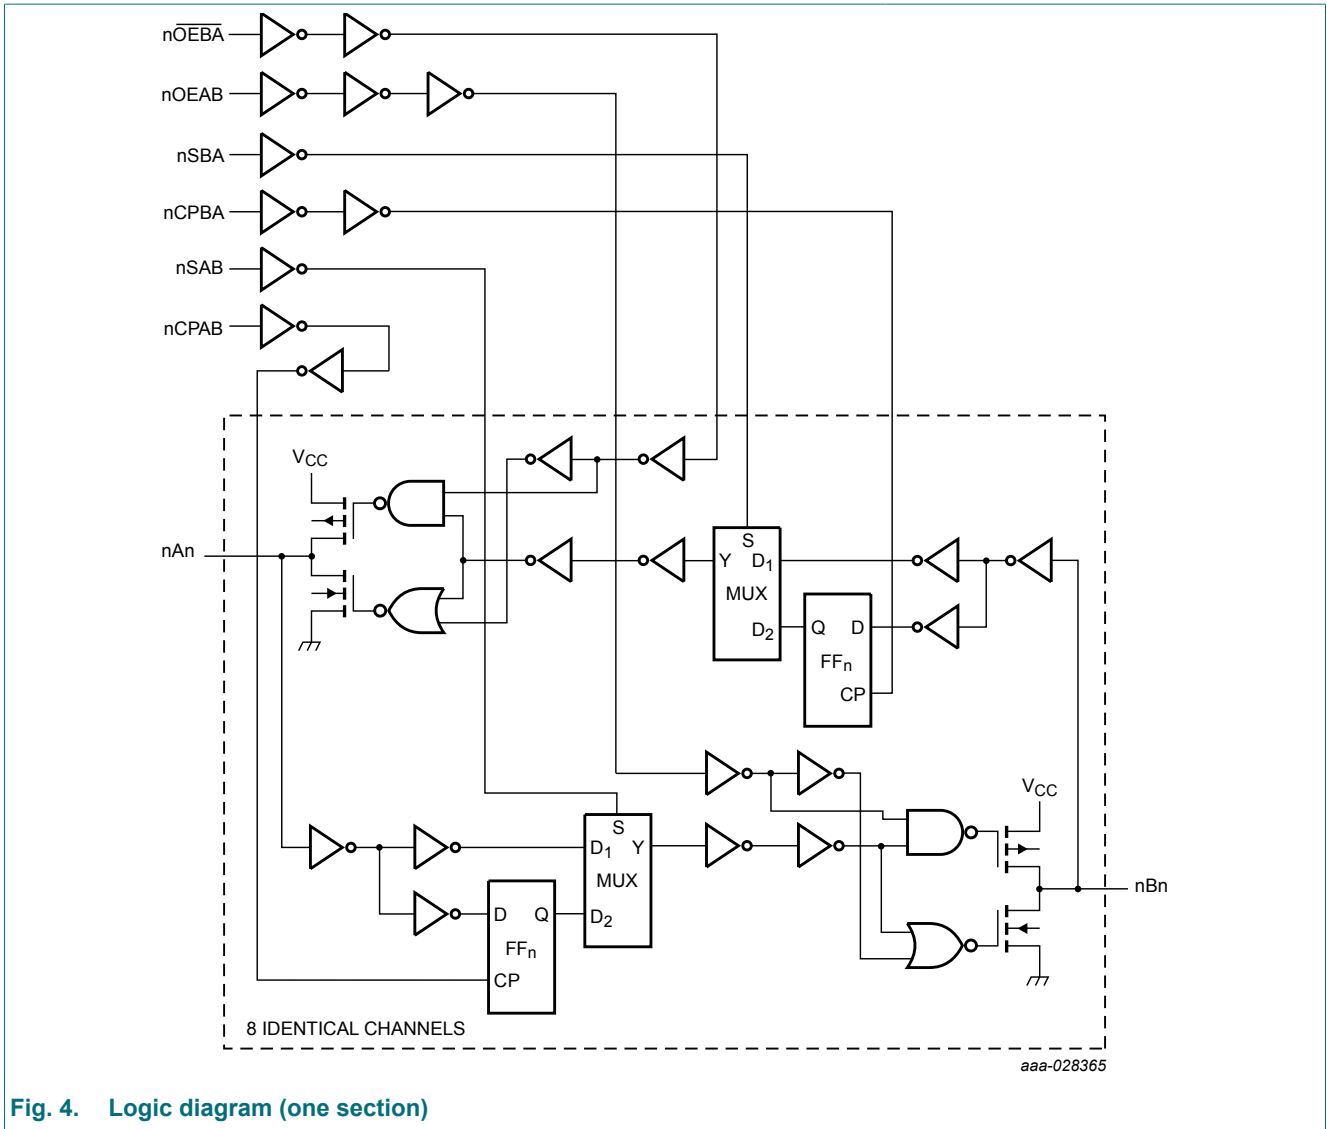 nO̅E̅B̅A̅
nOEAB
nSBA
nCPBA
nSAB
nCPAB
VCC
nAn
S
Y D1
MUX
D2
Q D
FFn
CP
VCC
S
D1 Y
MUX
D2
D Q
FFn
CP
nBn
8 IDENTICAL CHANNELS
aaa-028365
Fig. 4. Logic diagram (one section)